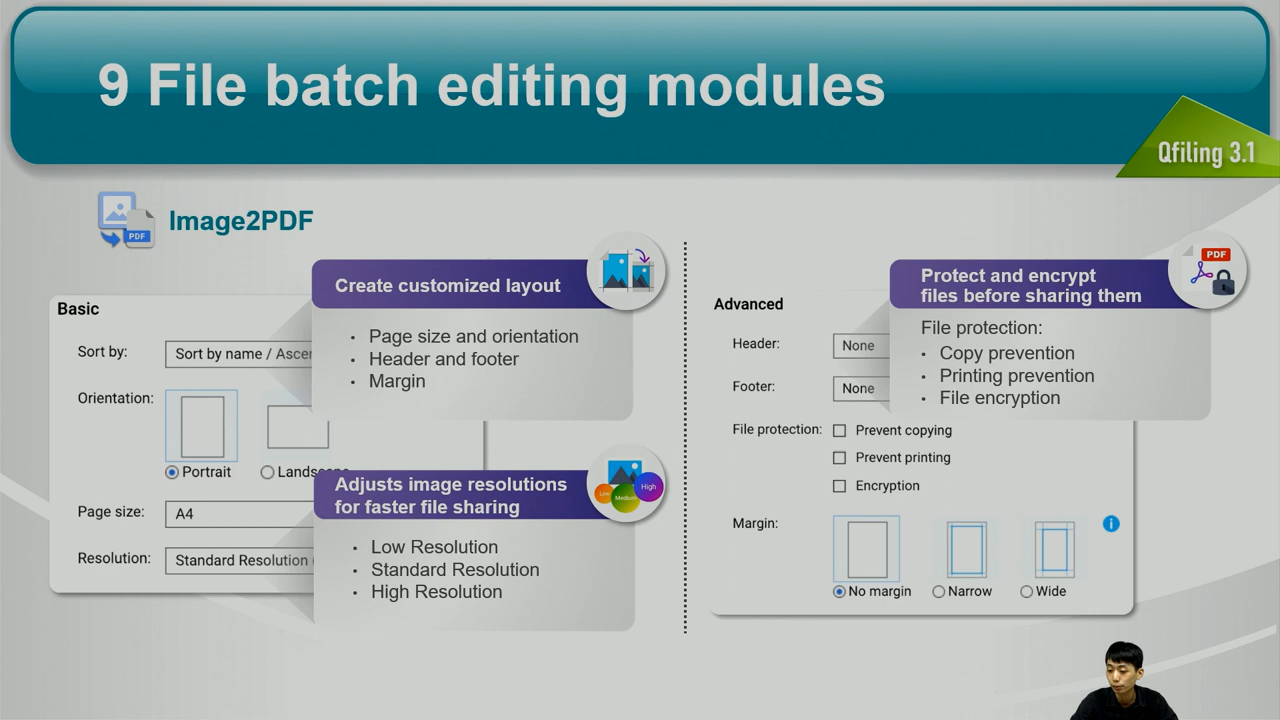 9 File batch editing modules
Qfiling 3.1
PDF
Image2PDF
Basic
Sort by:
Sort by name / Ascen
Orientation:
Portrait
Landscape
Page size:
A4
Resolution:
Standard Resolution
Create customized layout
• Page size and orientation
• Header and footer
• Margin
Adjusts image resolutions
for faster file sharing
Low
Medium
High
• Low Resolution
• Standard Resolution
• High Resolution
Advanced
Header:
None
Footer:
None
File protection:
Prevent copying
Prevent printing
Encryption
Margin:
No margin
Narrow
Wide
i
Protect and encrypt
files before sharing them
PDF
File protection:
• Copy prevention
• Printing prevention
• File encryption